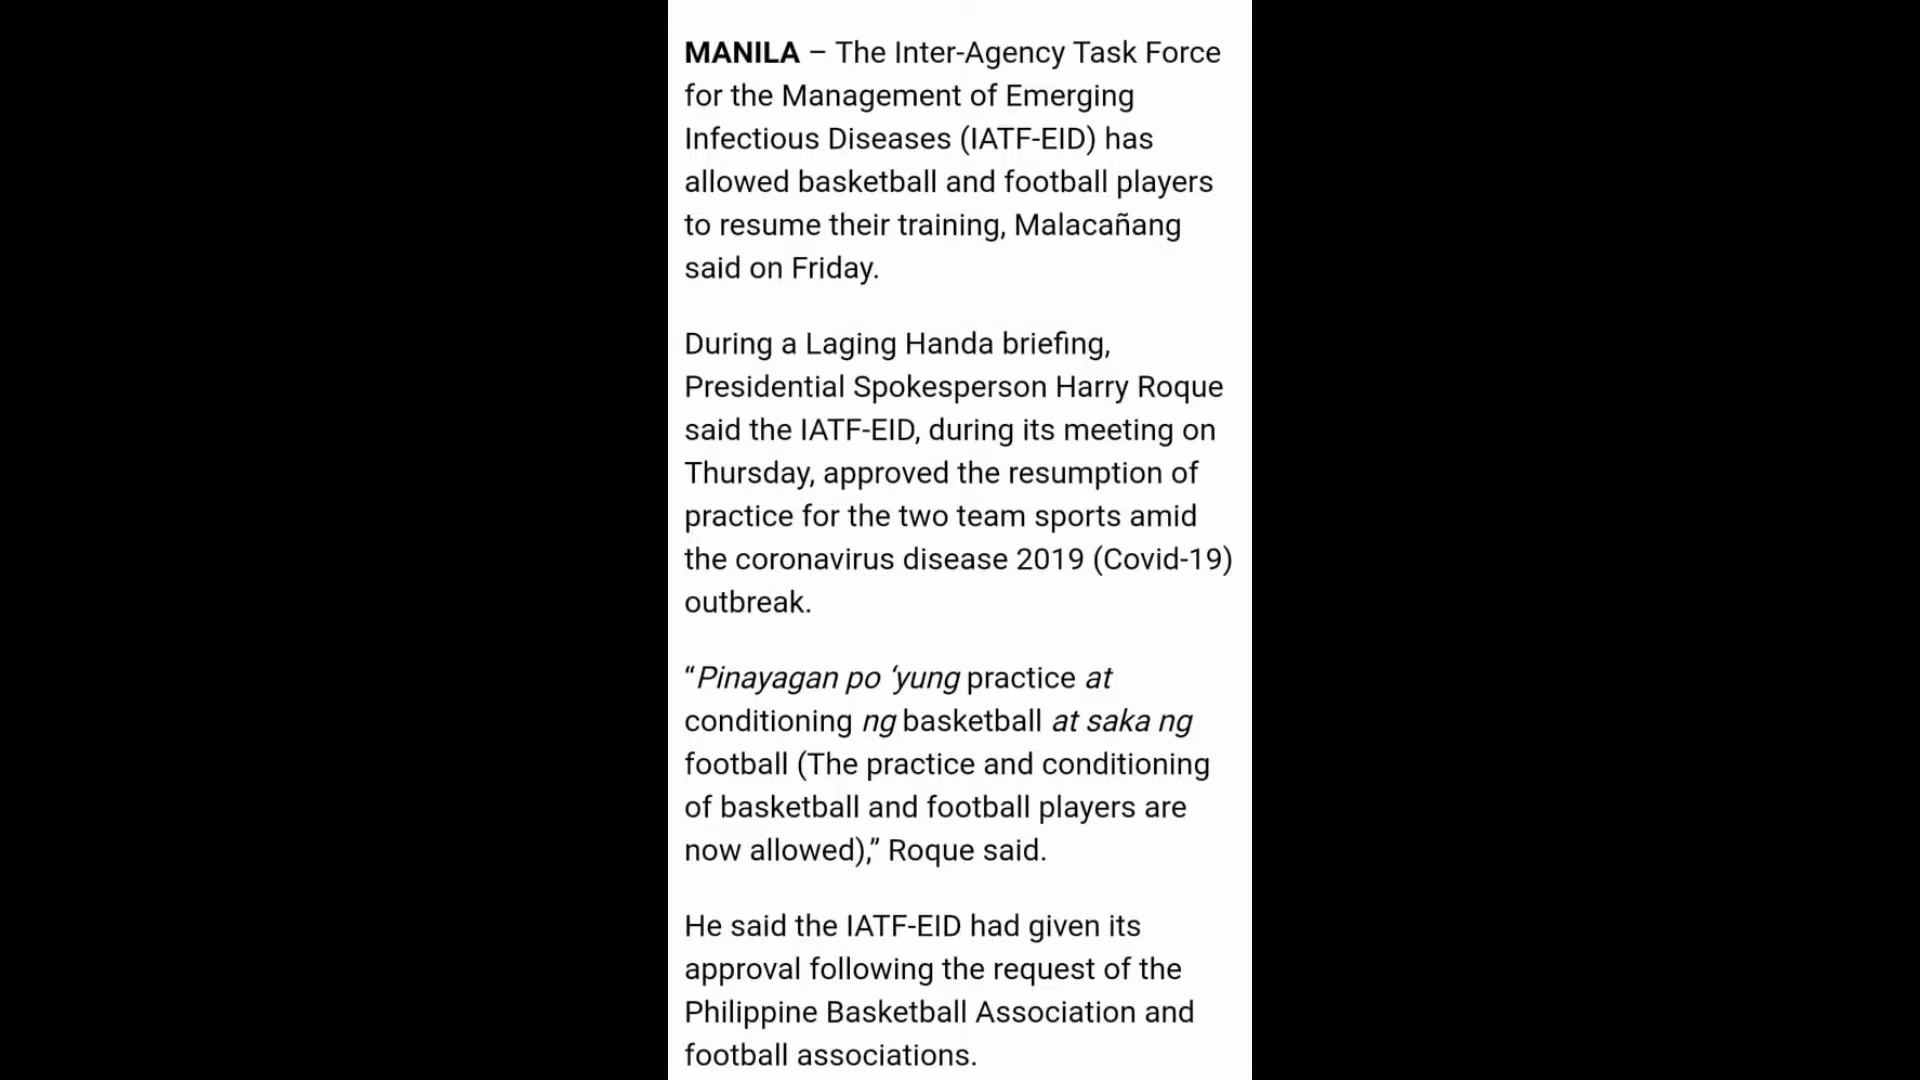 MANILA – The Inter-Agency Task Force
for the Management of Emerging
Infectious Diseases (IATF-EID) has
allowed basketball and football players
to resume their training, Malacañang
said on Friday.
During a Laging Handa briefing,
Presidential Spokesperson Harry Roque
said the IATF-EID, during its meeting on
Thursday, approved the resumption of
practice for the two team sports amid
the coronavirus disease 2019 (Covid-19)
outbreak.
“Pinayagan po ‘yung practice at
conditioning ng basketball at saka ng
football (The practice and conditioning
of basketball and football players are
now allowed),” Roque said.
He said the IATF-EID had given its
approval following the request of the
Philippine Basketball Association and
football associations.